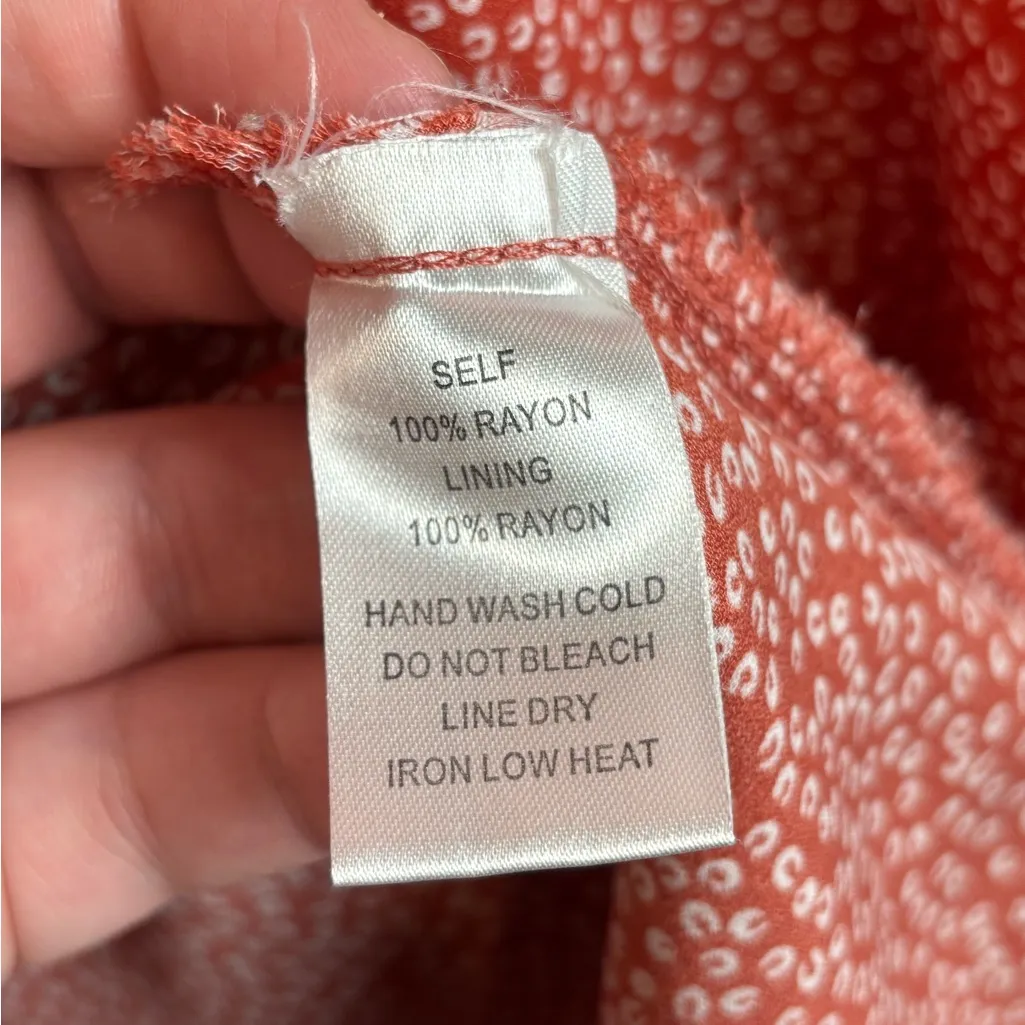 SELF
100% RAYON
LINING
100% RAYON
HAND WASH COLD
DO NOT BLEACH
LINE DRY
IRON LOW HEAT